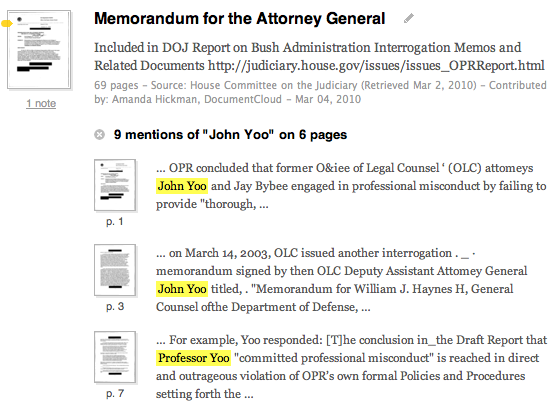 Memorandum for the Attorney General
Included in DOJ Report on Bush Administration Interrogation Memos and
Related Documents http://judiciary.house.gov/issues/issues_OPRReport.html
69 pages – Source: House Committee on the Judiciary (Retrieved Mar 2, 2010) – Contributed
by: Amanda Hickman, DocumentCloud – Mar 04, 2010
1 note
9 mentions of "John Yoo" on 6 pages
... OPR concluded that former O&iee of Legal Counsel ‘ (OLC) attomeys
John Yoo and Jay Bybee engaged in professional misconduct by failing to
provide "thorough, ...
p. 1
... on March 14, 2003, OLC issued another interrogation . _ ·
memorandum signed by then OLC Deputy Assistant Attomey General
John Yoo titled, . "Memorandum for William J. Haynes H, General
Counsel ofthe Department of Defense, ...
p. 3
... For example, Yoo responded: [T]he conclusion in_the Draft Report that
Professor Yoo "committed professional misconduct" is reached in direct
and outrageous violation of OPR's own formal Policies and Procedures
setting forth the ...
p. 7